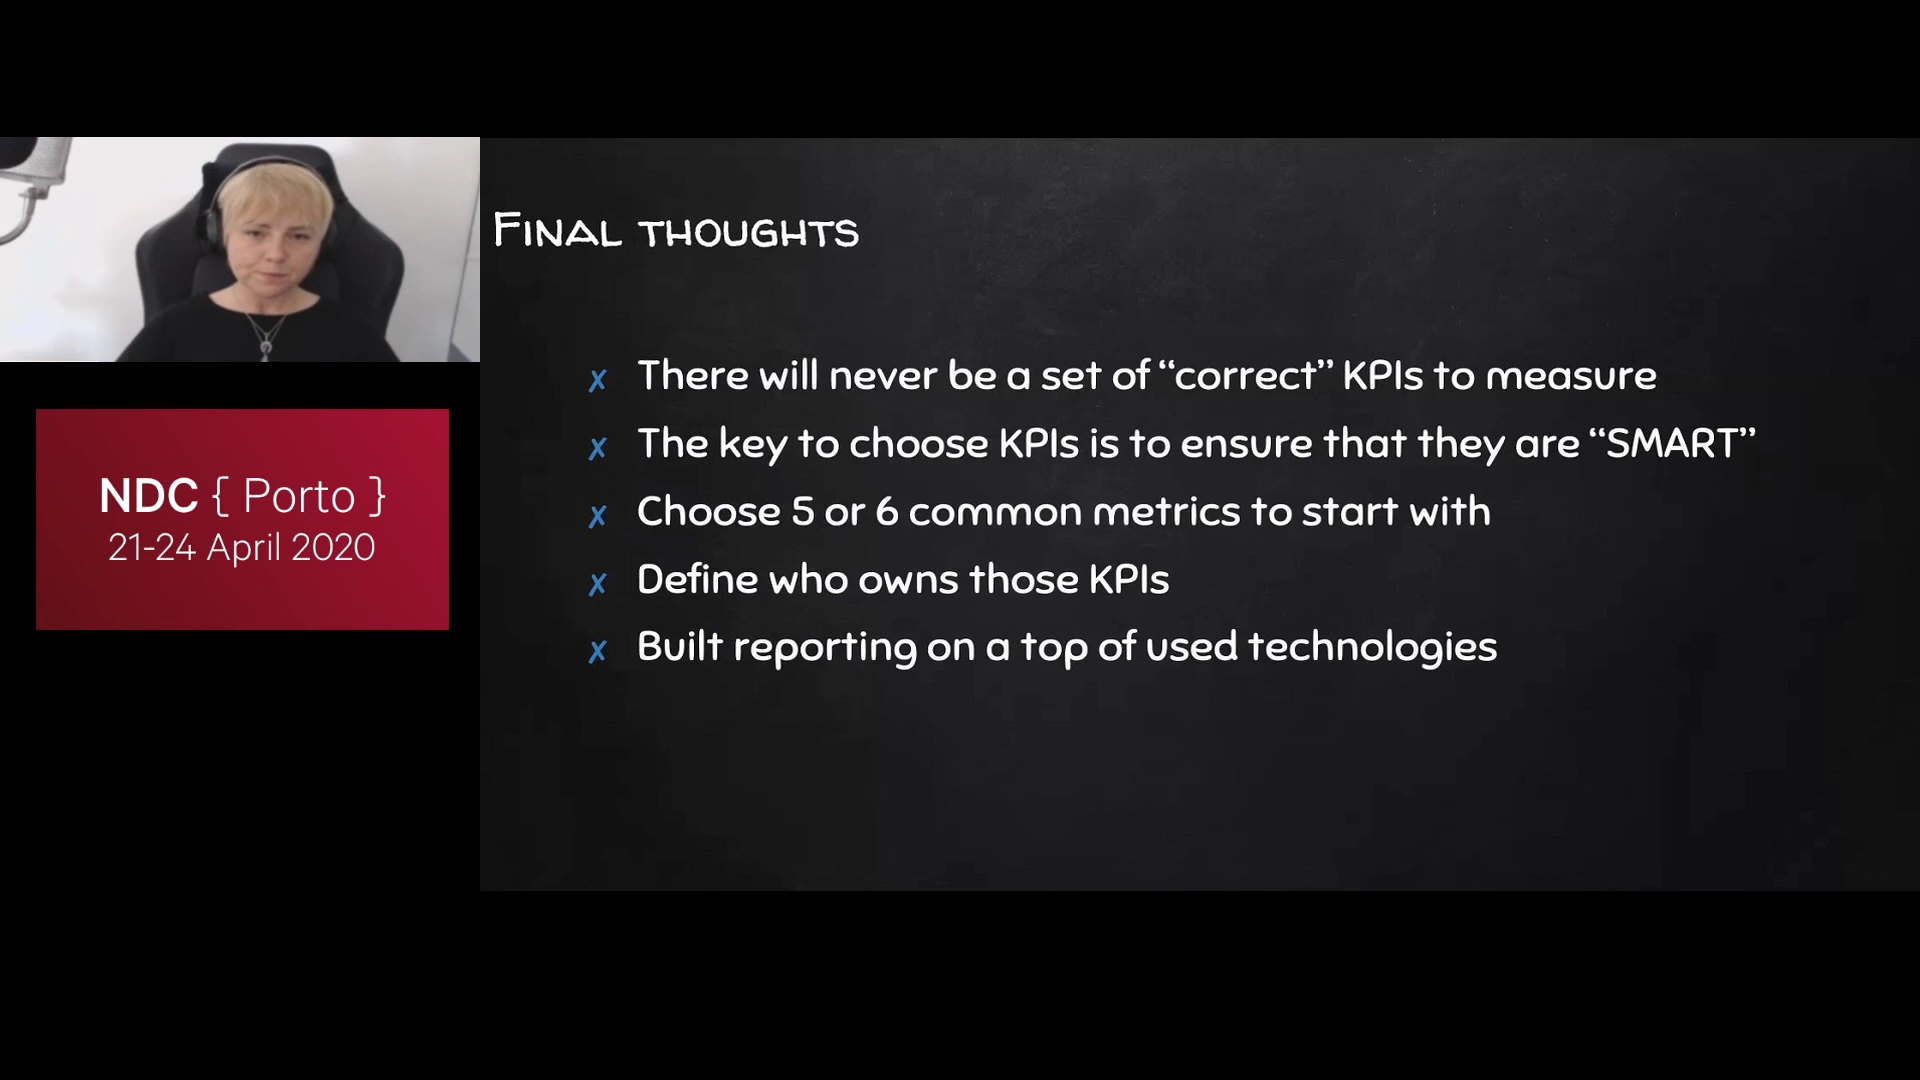 Final thoughts
There will never be a set of “correct” KPIs to measure
The key to choose KPIs is to ensure that they are “SMART”
Choose 5 or 6 common metrics to start with
Define who owns those KPIs
Built reporting on a top of used technologies
NDC { Porto }
21-24 April 2020